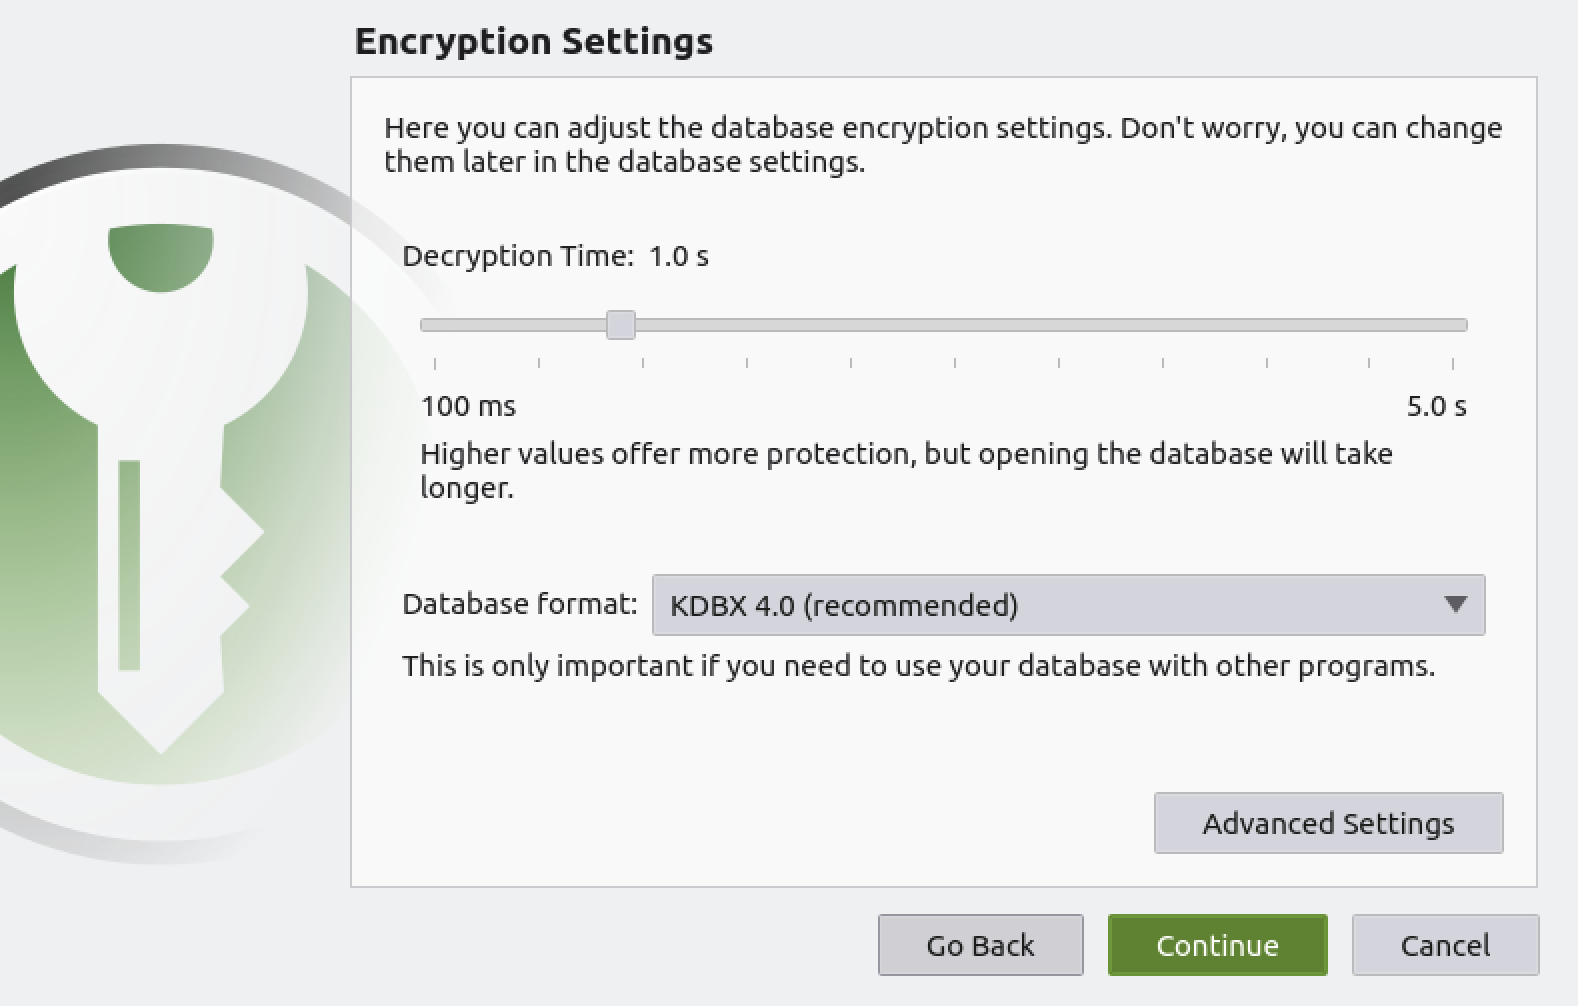 Encryption Settings
Here you can adjust the database encryption settings. Don't worry, you can change
them later in the database settings.
Decryption Time: 1.0 s
100 ms
5.0 s
Higher values offer more protection, but opening the database will take
longer.
Database format: KDBX 4.0 (recommended)
This is only important if you need to use your database with other programs.
Advanced Settings
Go Back
Continue
Cancel